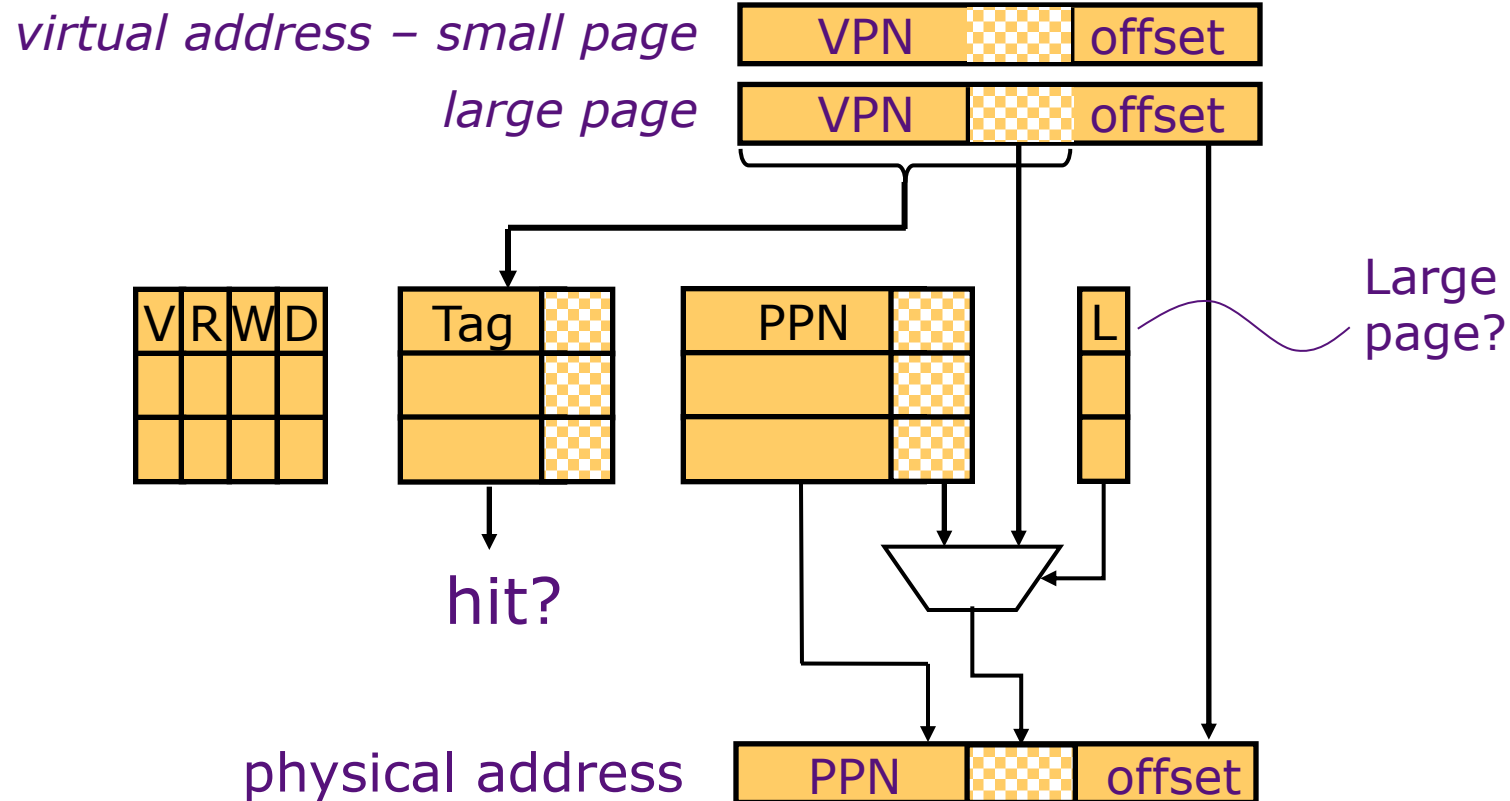 virtual address – small page
VPN
offset
large page
VPN
offset
V R W D
Tag
PPN
L
Large
page?
hit?
physical address
PPN
offset